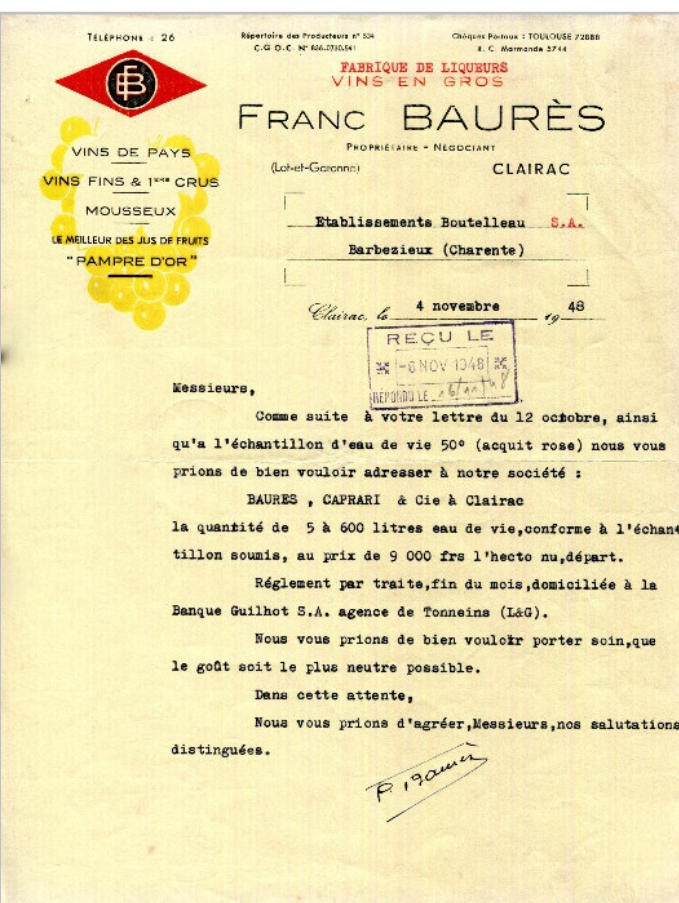 TÉLÉPHONE : 26
Répertoire des Producteurs n° 534
C.G.O.C. N°
Chèques Postaux : TOULOUSE 72888
R. C. Marmande 5744
FABRIQUE DE LIQUEURS
VINS EN GROS
FB
FRANC BAURÈS
PROPRIÉTAIRE - NÉGOCIANT
(Lot-et-Garonne) CLAIRAC
VINS DE PAYS
VINS FINS & 1ERS CRUS
MOUSSEUX
LE MEILLEUR DES JUS DE FRUITS
"PAMPRE D'OR"
Etablissements Boutelleau S.A.
Barbezieux (Charente)
Clairac, le 4 novembre 1948
REÇU LE
-6 NOV 1948
RÉPONDU LE
Messieurs,
Comme suite à votre lettre du 12 octobre, ainsi
qu'a l'échantillon d'eau de vie 50° (acquit rose) nous vous
prions de bien vouloir adresser à notre société :
BAURES , CAPRARI & Cie à Clairac
la quantité de 5 à 600 litres eau de vie,conforme à l'échan
tillon soumis, au prix de 9 000 frs l'hecto nu,départ.
Réglement par traite,fin du mois,domiciliée à la
Banque Guilhot S.A. agence de Tonneins (L&G).
Nous vous prions de bien vouloir porter soin,que
le goût soit le plus neutre possible.
Dans cette attente,
Nous vous prions d'agréer,Messieurs,nos salutations
distinguées.